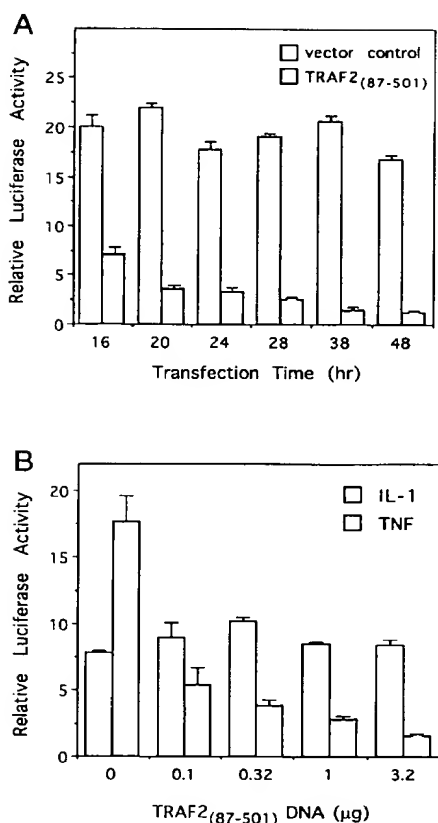 A
vector control
TRAF2(87-501)
Relative Luciferase Activity
25
20
15
10
5
0
16 20 24 28 38 48
Transfection Time (hr)
B
IL-1
TNF
Relative Luciferase Activity
20
15
10
5
0
0 0.1 0.32 1 3.2
TRAF2(87-501) DNA (μg)